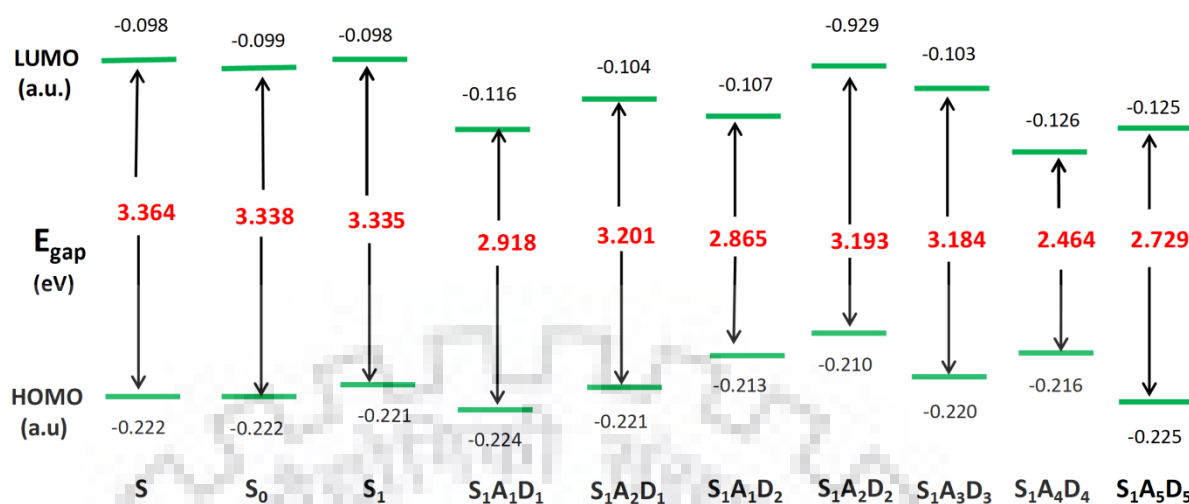 -0.098 -0.099 -0.098 -0.116 -0.104 -0.107 -0.929 -0.103 -0.126 -0.125
LUMO
(a.u.)
3.364 3.338 3.335 2.918 3.201 2.865 3.193 3.184 2.464 2.729
E<sub>gap</sub>
(eV)
HOMO
(a.u)
-0.222 -0.222 -0.221 -0.224 -0.221 -0.213 -0.210 -0.220 -0.216 -0.225
S S₀ S₁ S₁A₁D₁ S₁A₂D₁ S₁A₁D₂ S₁A₂D₂ S₁A₃D₃ S₁A₄D₄ S₁A₅D₅